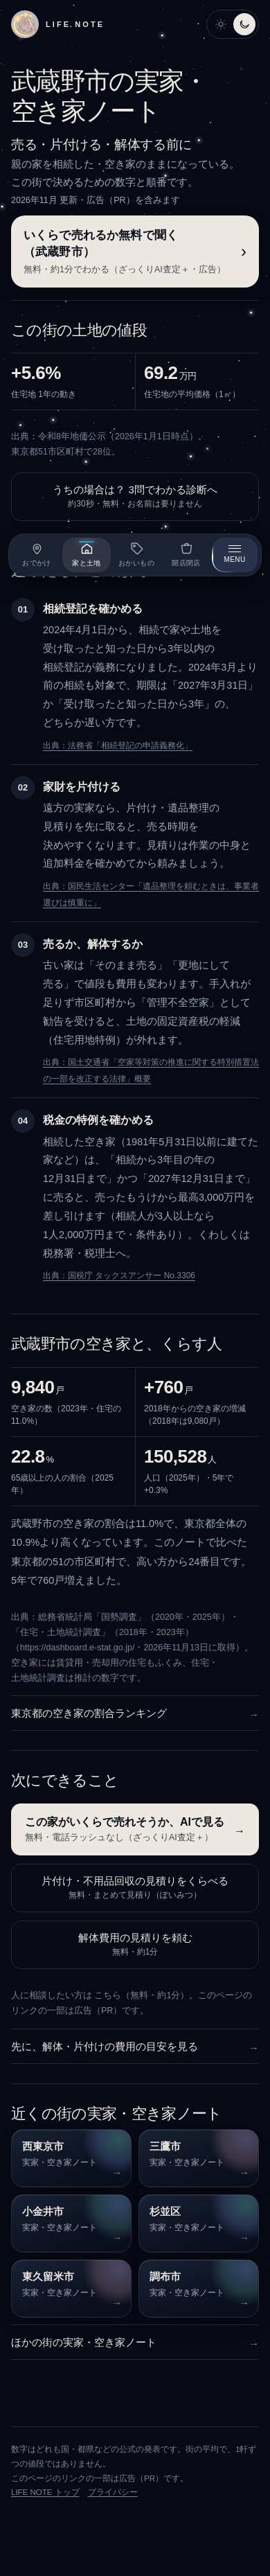 LIFE.NOTE
武蔵野市の実家・
空き家ノート
売る・片付ける・解体する前に
親の家を相続した・空き家のままになっている。
この街で決めるための数字と順番です。
2026年11月 更新・広告（PR）を含みます
いくらで売れるか無料で聞く
（武蔵野市）
›
無料・約1分でわかる（ざっくりAI査定＋・広告）
この街の土地の値段
+5.6%
住宅地 1年の動き
69.2万円
住宅地の平均価格（1㎡）
出典：令和8年地価公示（2026年1月1日時点）。
東京都51市区町村で28位。
うちの場合は？ 3問でわかる診断へ
約30秒・無料・お名前は要りません
おでかけ
家と土地
おかいもの
開店閉店
MENU
01
相続登記を確かめる
2024年4月1日から、相続で家や土地を
受け取ったと知った日から3年以内の
相続登記が義務になりました。2024年3月より
前の相続も対象で、期限は「2027年3月31日」
か「受け取ったと知った日から3年」の、
どちらか遅い方です。
出典：法務省「相続登記の申請義務化」
02
家財を片付ける
遠方の実家なら、片付け・遺品整理の
見積りを先に取ると、売る時期を
決めやすくなります。見積りは作業の中身と
追加料金を確かめてから頼みましょう。
出典：国民生活センター「遺品整理を頼むときは、事業者
選びは慎重に」
03
売るか、解体するか
古い家は「そのまま売る」「更地にして
売る」で値段も費用も変わります。手入れが
足りず市区町村から「管理不全空家」として
勧告を受けると、土地の固定資産税の軽減
（住宅用地特例）が外れます。
出典：国土交通省「空家等対策の推進に関する特別措置法
の一部を改正する法律」概要
04
税金の特例を確かめる
相続した空き家（1981年5月31日以前に建てた
家など）は、「相続から3年目の年の
12月31日まで」かつ「2027年12月31日まで」
に売ると、売ったもうけから最高3,000万円を
差し引けます（相続人が3人以上なら
1人2,000万円まで・条件あり）。くわしくは
税務署・税理士へ。
出典：国税庁 タックスアンサー No.3306
武蔵野市の空き家と、くらす人
9,840戸
空き家の数（2023年・住宅の
11.0%）
+760戸
2018年からの空き家の増減
（2018年は9,080戸）
22.8%
65歳以上の人の割合（2025
年）
150,528人
人口（2025年）・5年で
+0.3%
武蔵野市の空き家の割合は11.0%で、東京都全体の
10.9%より高くなっています。このノートで比べた
東京都の51の市区町村で、高い方から24番目です。
5年で760戸増えました。
出典：総務省統計局「国勢調査」（2020年・2025年）・
「住宅・土地統計調査」（2018年・2023年）
（https://dashboard.e-stat.go.jp/・2026年11月13日に取得）。
空き家には賃貸用・売却用の住宅もふくみ、住宅・
土地統計調査は推計の数字です。
東京都の空き家の割合ランキング
→
次にできること
この家がいくらで売れそうか、AIで見る
無料・電話ラッシュなし（ざっくりAI査定＋）
→
片付け・不用品回収の見積りをくらべる
無料・まとめて見積り（ぽいみつ）
解体費用の見積りを頼む
無料・約1分
人に相談したい方は こちら（無料・約1分）。このページの
リンクの一部は広告（PR）です。
先に、解体・片付けの費用の目安を見る
→
近くの街の実家・空き家ノート
西東京市
実家・空き家ノート
→
三鷹市
実家・空き家ノート
→
小金井市
実家・空き家ノート
→
杉並区
実家・空き家ノート
→
東久留米市
実家・空き家ノート
→
調布市
実家・空き家ノート
→
ほかの街の実家・空き家ノート
→
数字はどれも国・都県などの公式の発表です。街の平均で、1軒ず
つの値段ではありません。
このページのリンクの一部は広告（PR）です。
LIFE NOTE トップ プライバシー